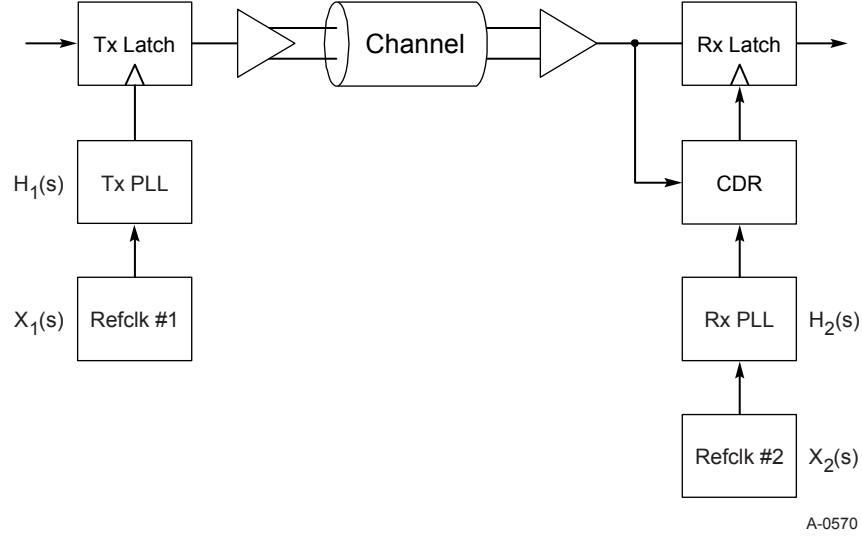 Tx Latch
Channel
Rx Latch
H1(s)
Tx PLL
CDR
X1(s)
Refclk #1
Rx PLL
H2(s)
Refclk #2
X2(s)
A-0570